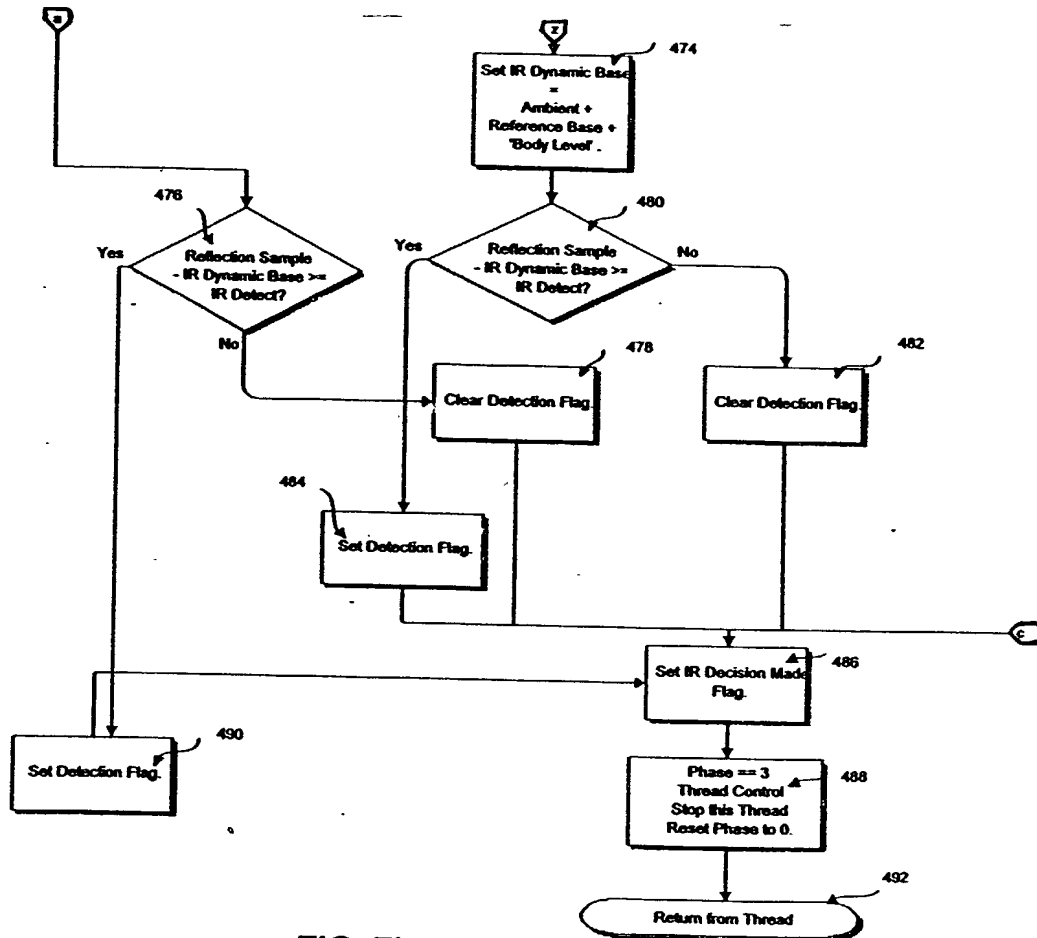 a
z
474
Set IR Dynamic Base
=
Ambient +
Reference Base +
'Body Level'.
476
480
Yes
Reflection Sample
- IR Dynamic Base >=
IR Detect?
No
Yes
Reflection Sample
- IR Dynamic Base >=
IR Detect?
No
478
Clear Detection Flag.
482
Clear Detection Flag.
484
Set Detection Flag.
c
486
Set IR Decision Made
Flag.
490
Set Detection Flag.
Phase == 3
Thread Control
Stop this Thread
Reset Phase to 0.
488
492
Return from Thread